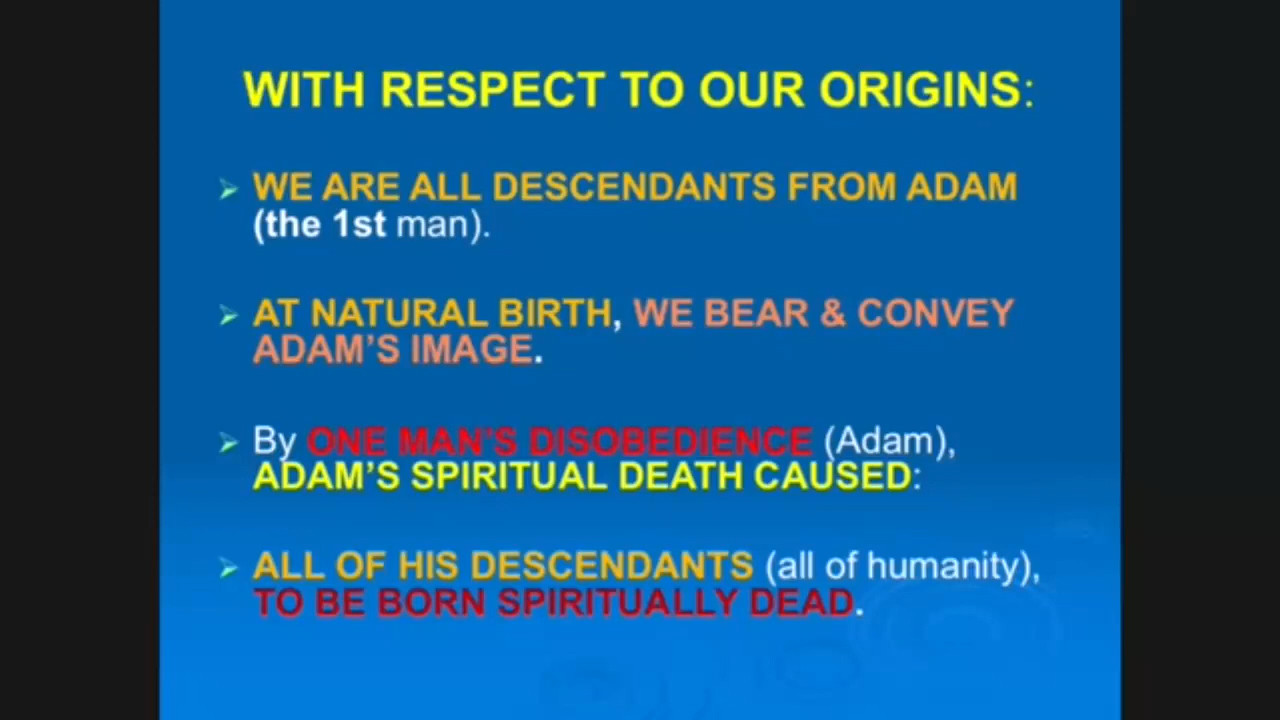 WITH RESPECT TO OUR ORIGINS:
WE ARE ALL DESCENDANTS FROM ADAM
(the 1st man).
AT NATURAL BIRTH, WE BEAR & CONVEY
ADAM'S IMAGE.
By ONE MAN'S DISOBEDIENCE (Adam),
ADAM'S SPIRITUAL DEATH CAUSED:
ALL OF HIS DESCENDANTS (all of humanity),
TO BE BORN SPIRITUALLY DEAD.